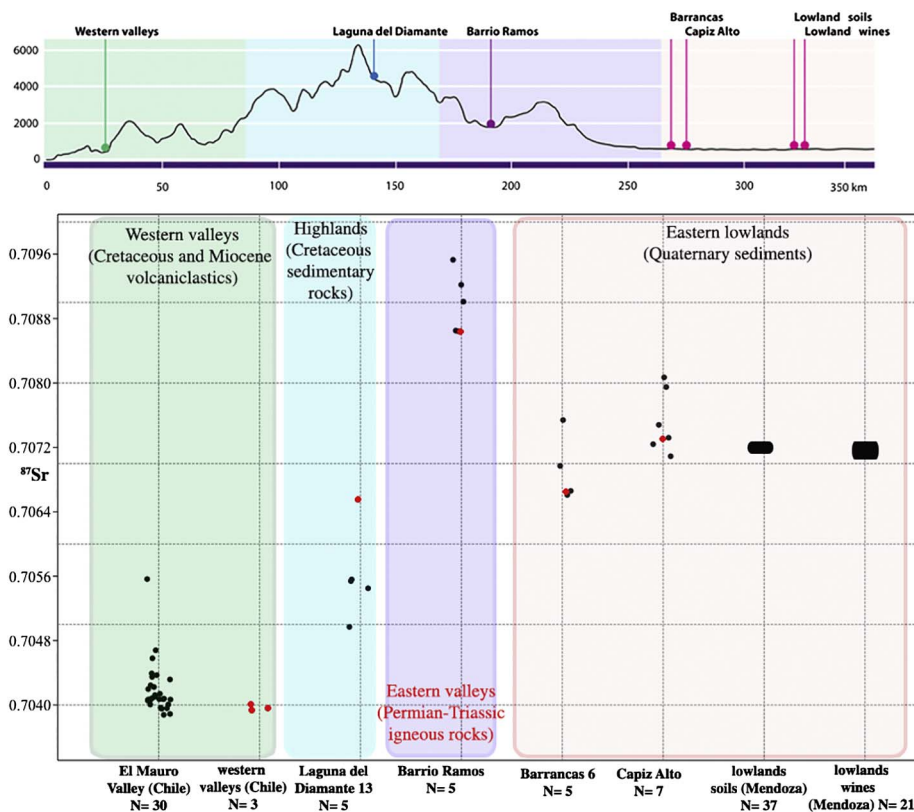 Western valleys
Laguna del Diamante
Barrio Ramos
Barrancas
Capiz Alto
Lowland soils
Lowland wines
6000
4000
2000
0
0 50 100 150 200 250 300 350 km
Western valleys
(Cretaceous and Miocene
volcaniclastics)
Highlands
(Cretaceous
sedimentary
rocks)
Eastern lowlands
(Quaternary sediments)
0.7096
0.7088
0.7080
0.7072
⁸⁷Sr
0.7064
0.7056
0.7048
0.7040
Eastern valleys
(Permian-Triassic
igneous rocks)
El Mauro
Valley (Chile)
N= 30
western
valleys (Chile)
N= 3
Laguna del
Diamante 13
N= 5
Barrio Ramos
N= 5
Barrancas 6
N= 5
Capiz Alto
N= 7
lowlands
soils (Mendoza)
N= 37
lowlands
wines
(Mendoza) N= 21